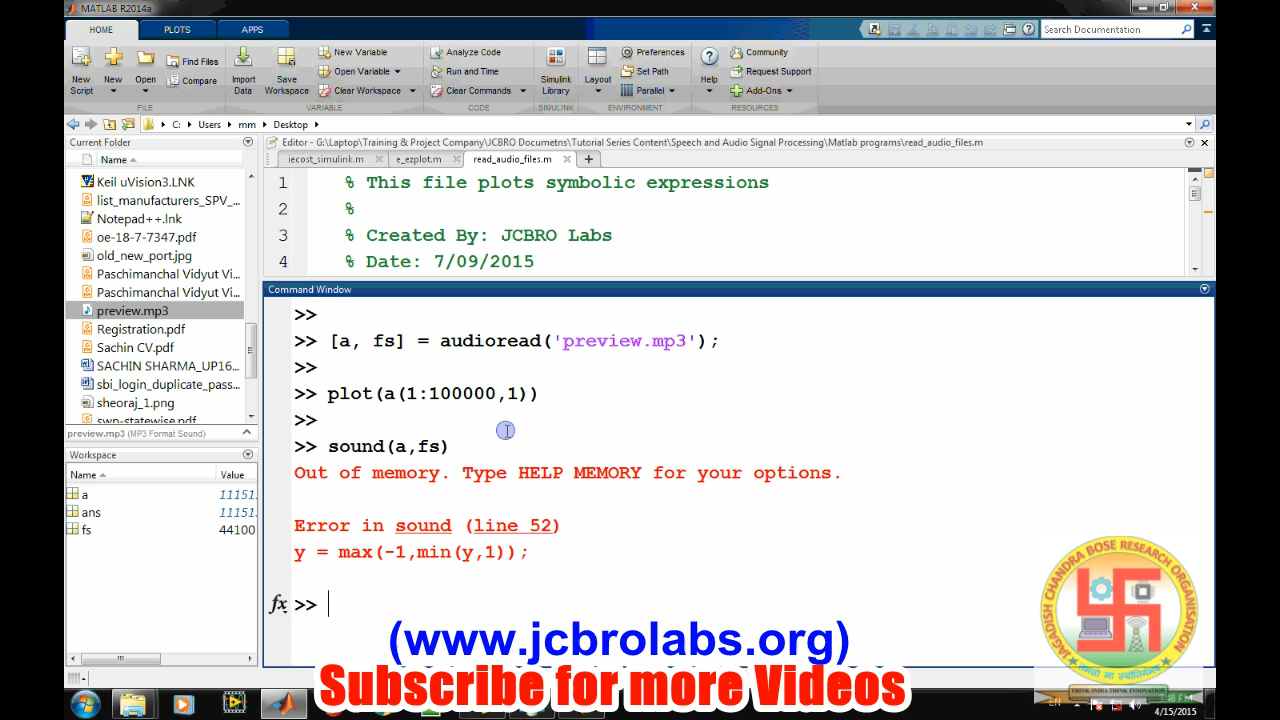 MATLAB R2014a
HOME PLOTS APPS
Search Documentation
New Script
New
Open
Find Files
Compare
Import Data
Save Workspace
New Variable
Open Variable
Clear Workspace
Analyze Code
Run and Time
Clear Commands
Simulink Library
Layout
Preferences
Set Path
Parallel
Help
Community
Request Support
Add-Ons
FILE VARIABLE CODE SIMULINK ENVIRONMENT RESOURCES
C: Users mm Desktop
Current Folder
Name
Keil uVision3.LNK
list_manufacturers_SPV_...
Notepad++.lnk
oe-18-7-7347.pdf
old_new_port.jpg
Paschimanchal Vidyut Vi...
Paschimanchal Vidyut Vi...
preview.mp3
Registration.pdf
Sachin CV.pdf
SACHIN SHARMA_UP16...
sbi_login_duplicate_pass...
sheoraj_1.png
swp-statewise.pdf
preview.mp3 (MP3 Format Sound)
Workspace
Name Value
a 11151...
ans 11151...
fs 44100
Editor - G:\Laptop\Training & Project Company\JCBRO Documetns\Tutorial Series Content\Speech and Audio Signal Processing\Matlab programs\read_audio_files.m
iecost_simulink.m e_ezplot.m read_audio_files.m
1 % This file plots symbolic expressions
2 %
3 % Created By: JCBRO Labs
4 % Date: 7/09/2015
Command Window
>>
>> [a, fs] = audioread('preview.mp3');
>>
>> plot(a(1:100000,1))
>>
>> sound(a,fs)
Out of memory. Type HELP MEMORY for your options.
Error in sound (line 52)
y = max(-1,min(y,1));
fx >>
(www.jcbrolabs.org)
Subscribe for more Videos
JAGADISH CHANDRA BOSE RESEARCH ORGANISATION
THINK INDIA THINK INNOVATION
EN
3:48 PM
4/15/2015